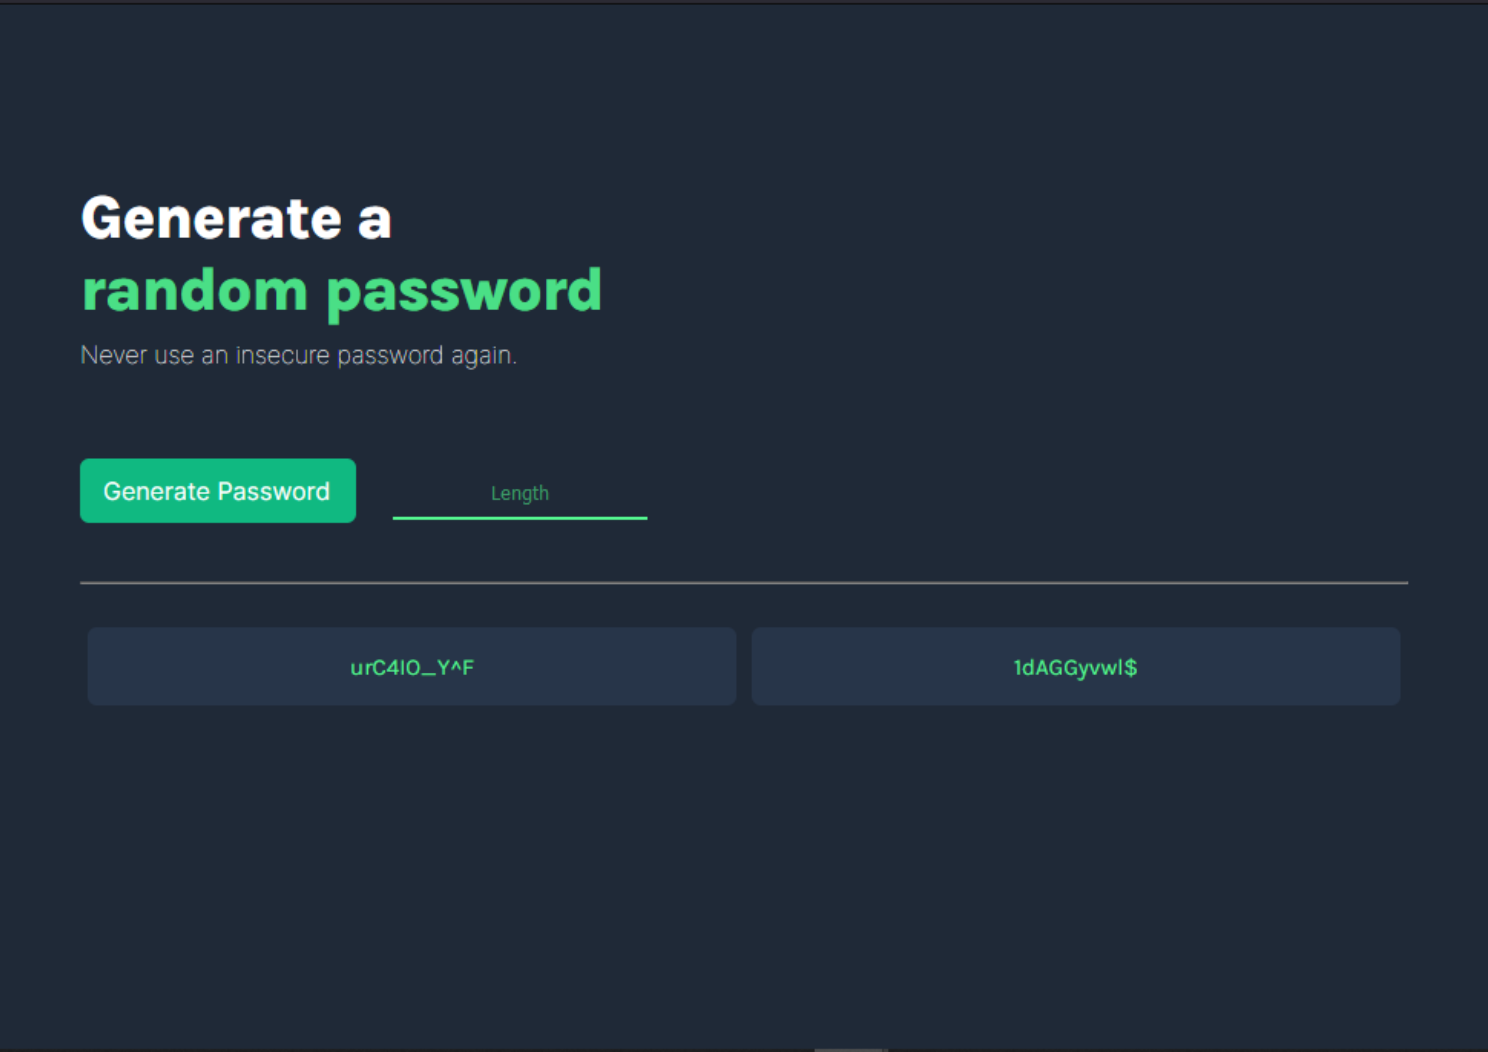 Generate a
random password
Never use an insecure password again.
Generate Password
Length
urC4IO_Y^F
1dAGGyvwl$